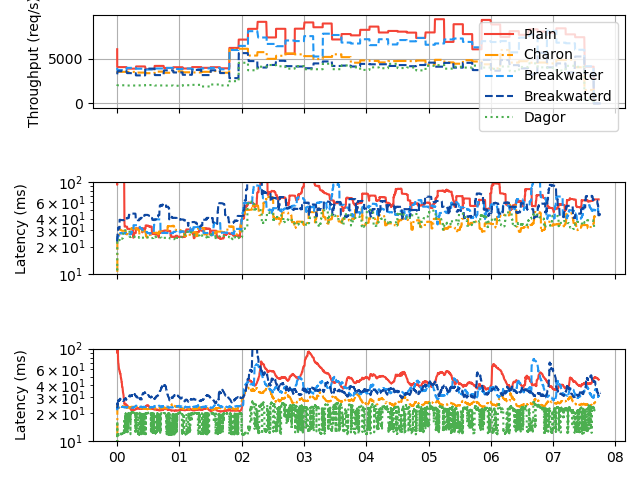 Throughput (req/s)
5000
0
Plain
Charon
Breakwater
Breakwaterd
Dagor
Latency (ms)
10²
6 × 10¹
4 × 10¹
3 × 10¹
2 × 10¹
10¹
Latency (ms)
10²
6 × 10¹
4 × 10¹
3 × 10¹
2 × 10¹
10¹
00 01 02 03 04 05 06 07 08